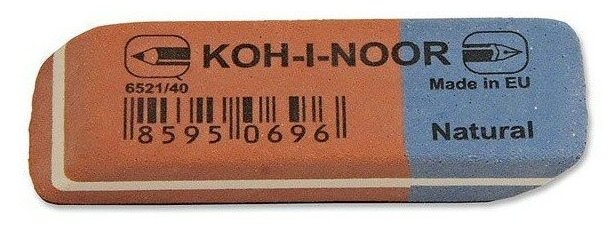 KOH-I-NOOR
6521/40
Made in EU
8595 0696
Natural